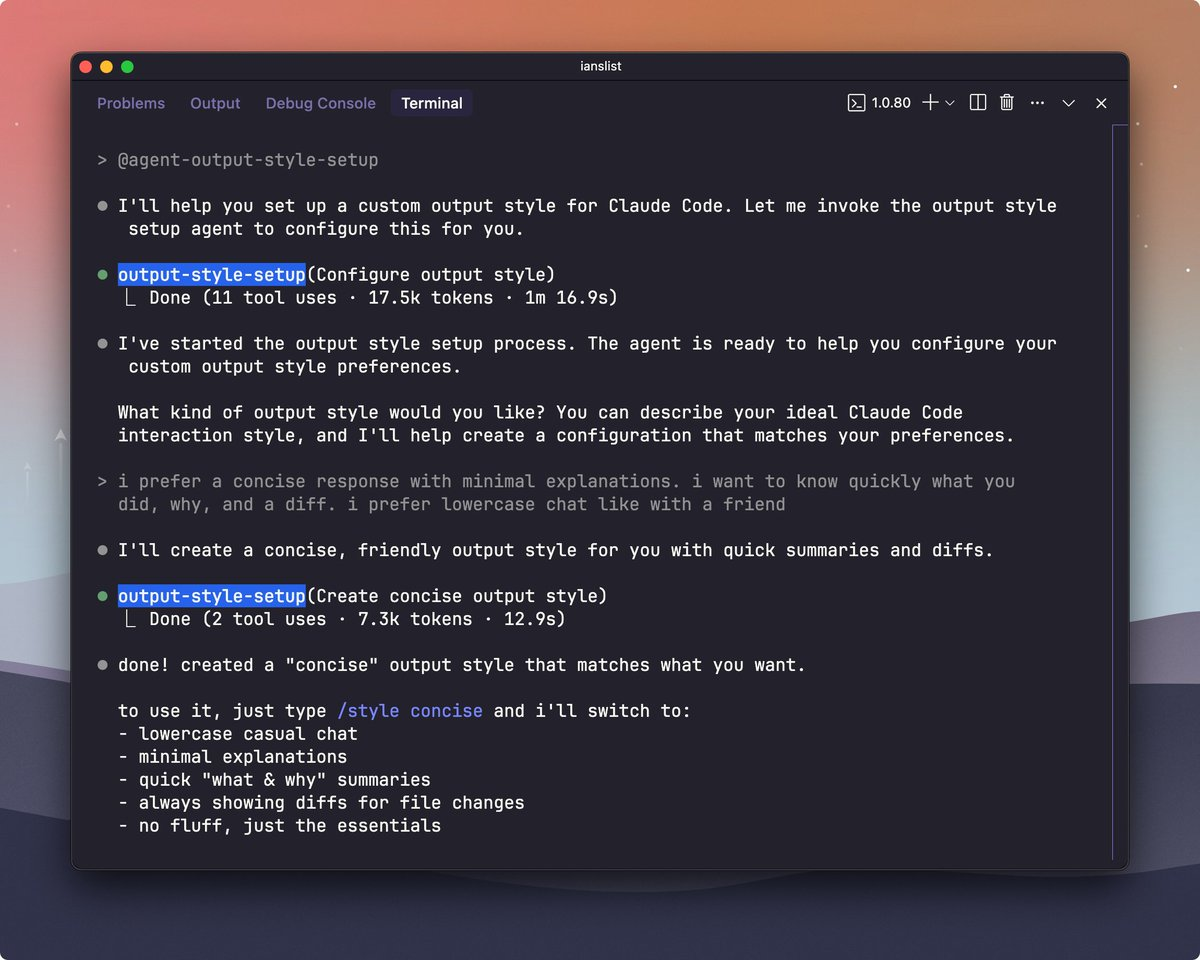 ianslist
Problems Output Debug Console Terminal 1.0.80
> @agent-output-style-setup
● I'll help you set up a custom output style for Claude Code. Let me invoke the output style
setup agent to configure this for you.
● output-style-setup(Configure output style)
⎿ Done (11 tool uses · 17.5k tokens · 1m 16.9s)
● I've started the output style setup process. The agent is ready to help you configure your
custom output style preferences.
What kind of output style would you like? You can describe your ideal Claude Code
interaction style, and I'll help create a configuration that matches your preferences.
> i prefer a concise response with minimal explanations. i want to know quickly what you
did, why, and a diff. i prefer lowercase chat like with a friend
● I'll create a concise, friendly output style for you with quick summaries and diffs.
● output-style-setup(Create concise output style)
⎿ Done (2 tool uses · 7.3k tokens · 12.9s)
● done! created a "concise" output style that matches what you want.
to use it, just type /style concise and i'll switch to:
- lowercase casual chat
- minimal explanations
- quick "what & why" summaries
- always showing diffs for file changes
- no fluff, just the essentials